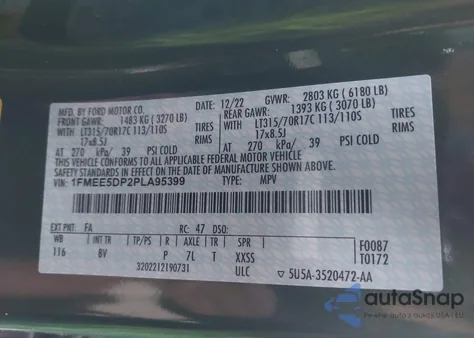 MFD. BY FORD MOTOR CO.
DATE: 12/22 GVWR: 2803 KG ( 6180 LB)
FRONT GAWR: 1483 KG ( 3270 LB) REAR GAWR: 1393 KG ( 3070 LB)
WITH LT315/70R17C 113/110S WITH LT315/70R17C 113/110S
TIRES 17x8.5J 17x8.5J
AT 270 kPa/ 39 PSI COLD AT 270 kPa/ 39 PSI COLD
THIS VEHICLE CONFORMS TO ALL APPLICABLE FEDERAL MOTOR VEHICLE
SAFETY STANDARDS IN EFFECT ON THE DATE OF MANUFACTURE SHOWN ABOVE.
VIN: 1FMEE5DP2PLA95399 TYPE: MPV
EXT PNT: FA RC: 47 DSO:
WB INT TR TP/PS R AXLE TR SPR
116 8V P 7L T XXSS
F0087
T0172
3202212190731 ULC 5U5A-3520472-AA
autoSnap